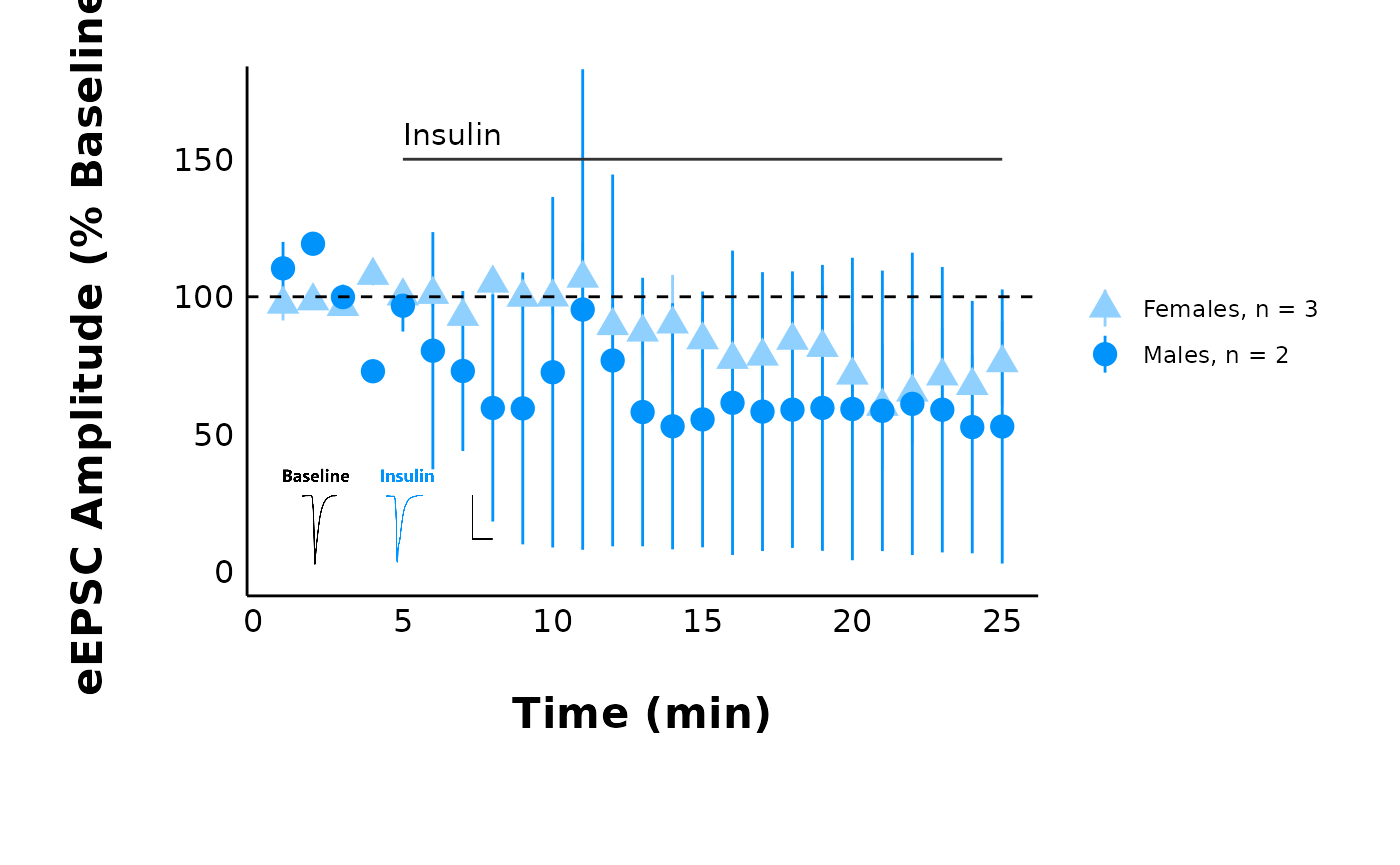 eEPSC Amplitude (% Baseline
Insulin
150
100
50
0
Baseline Insulin
0 5 10 15 20 25
Time (min)
Females, n = 3
Males, n = 2